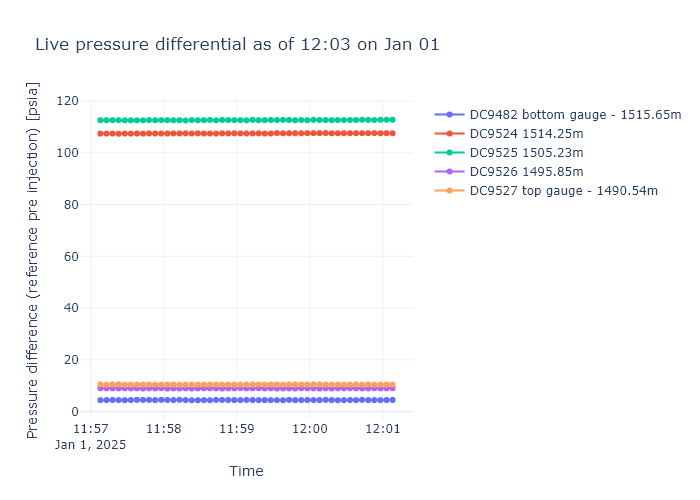 Live pressure differential as of 12:03 on Jan 01
Pressure difference (reference pre injection) [psia]
120
100
80
60
40
20
0
11:57
Jan 1, 2025
11:58
11:59
12:00
12:01
Time
DC9482 bottom gauge - 1515.65m
DC9524 1514.25m
DC9525 1505.23m
DC9526 1495.85m
DC9527 top gauge - 1490.54m